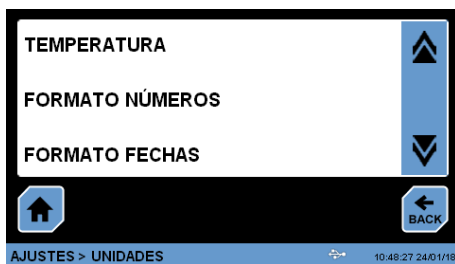 TEMPERATURA
FORMATO NÚMEROS
FORMATO FECHAS
BACK
AJUSTES > UNIDADES
10:48:27 24/01/18